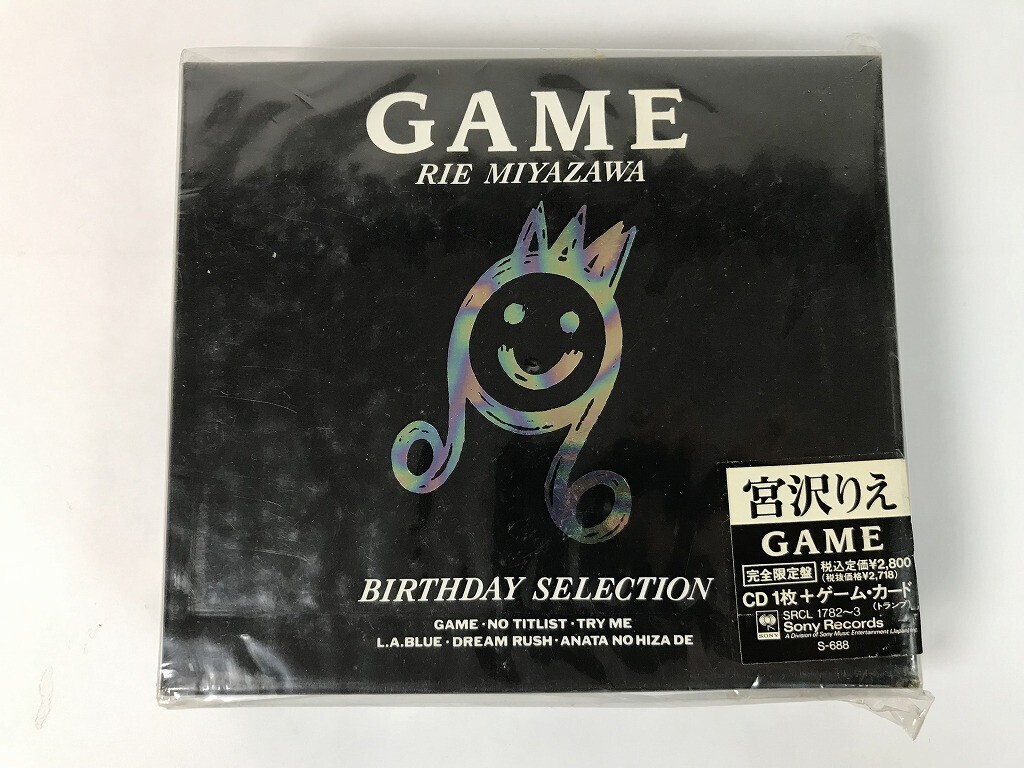 GAME
RIE MIYAZAWA
BIRTHDAY SELECTION
GAME・NO TITLIST・TRY ME
L.A.BLUE・DREAM RUSH・ANATA NO HIZA DE
宮沢りえ
GAME
完全限定盤 税込定価¥2,800
(税抜価格¥2,718)
CD 1枚+ゲーム・カード
(トランプ)
SRCL 1782~3
SONY Sony Records
A Division of Sony Music Entertainment (Japan) Inc.
S-688